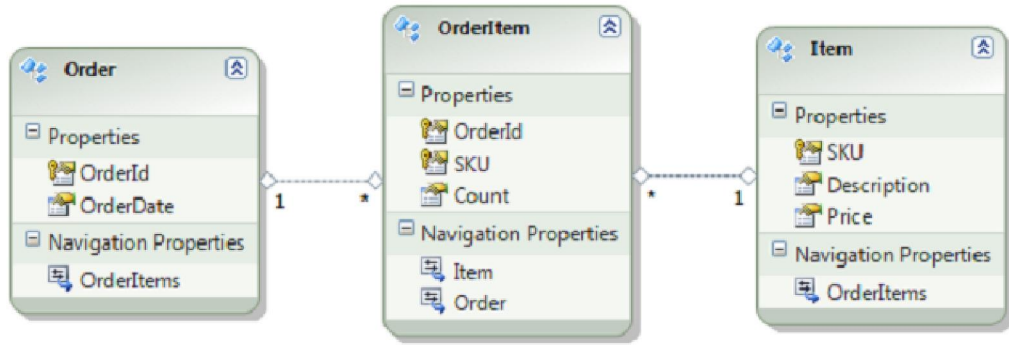 Order
Properties
OrderId
OrderDate
Navigation Properties
OrderItems
1
*
OrderItem
Properties
OrderId
SKU
Count
Navigation Properties
Item
Order
*
1
Item
Properties
SKU
Description
Price
Navigation Properties
OrderItems